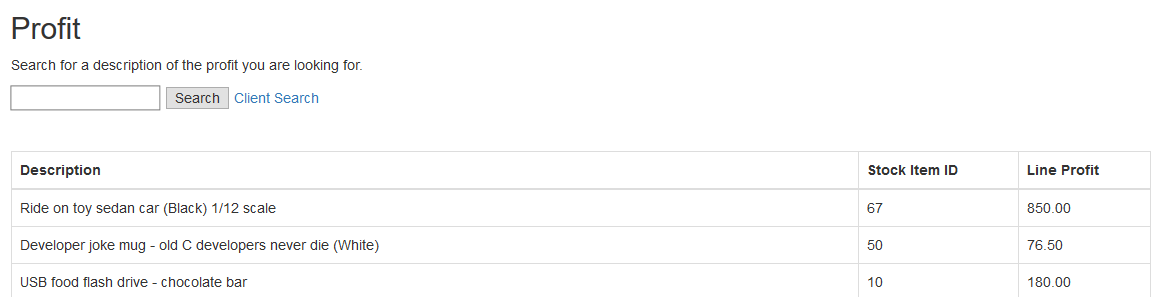 Profit
Search for a description of the profit you are looking for.
Search Client Search
Description Stock Item ID Line Profit
Ride on toy sedan car (Black) 1/12 scale 67 850.00
Developer joke mug - old C developers never die (White) 50 76.50
USB food flash drive - chocolate bar 10 180.00